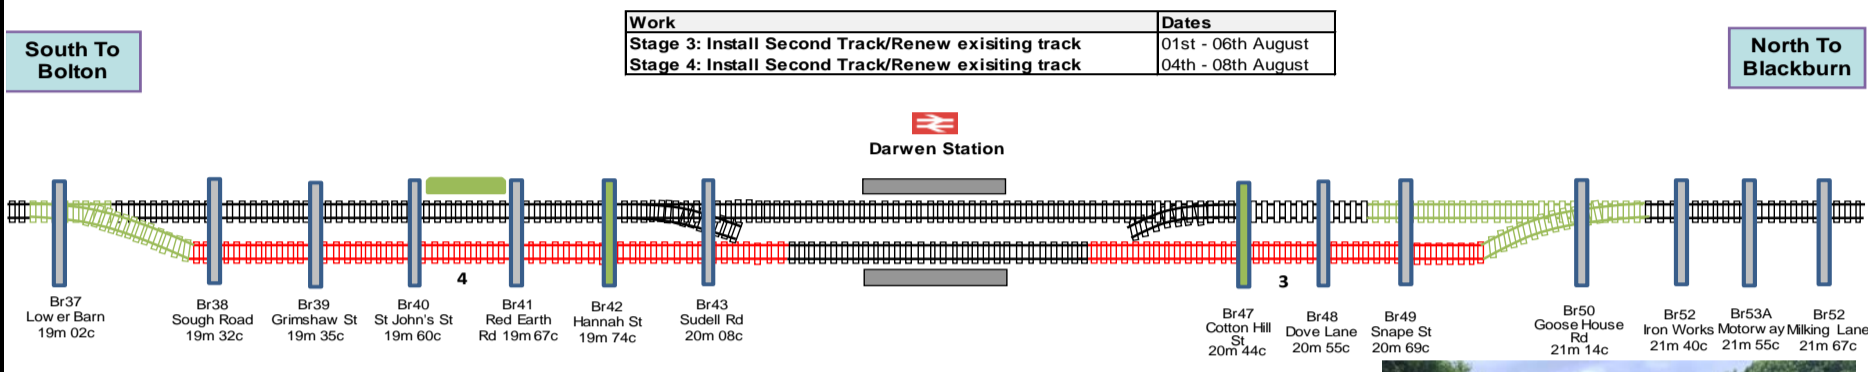 Work Dates
Stage 3: Install Second Track/Renew exisiting track 01st - 06th August
Stage 4: Install Second Track/Renew exisiting track 04th - 08th August
South To
Bolton
North To
Blackburn
Darwen Station
4
3
Br37
Low er Barn
19m 02c
Br38
Sough Road
19m 32c
Br39
Grimshaw St
19m 35c
Br40
St John's St
19m 60c
Br41
Red Earth
Rd 19m 67c
Br42
Hannah St
19m 74c
Br43
Sudell Rd
20m 08c
Br47
Cotton Hill
St
20m 44c
Br48
Dove Lane
20m 55c
Br49
Snape St
20m 69c
Br50
Goose House
Rd
21m 14c
Br52
Iron Works
21m 40c
Br53A
Motorw ay
21m 55c
Br52
Milking Lane
21m 67c